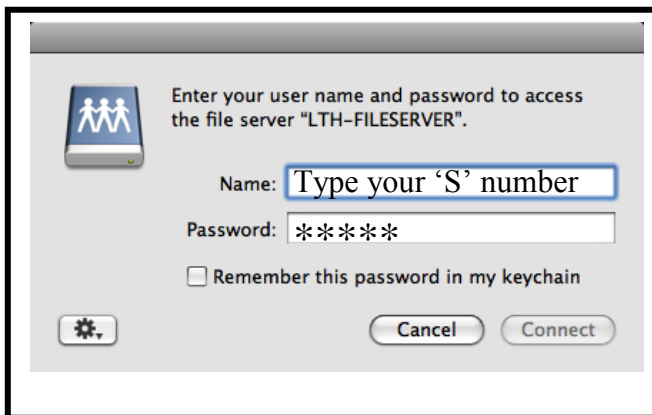 Enter your user name and password to access
the file server “LTH-FILESERVER”.
Name: Type your ‘S’ number
Password: *****
Remember this password in my keychain
Cancel Connect